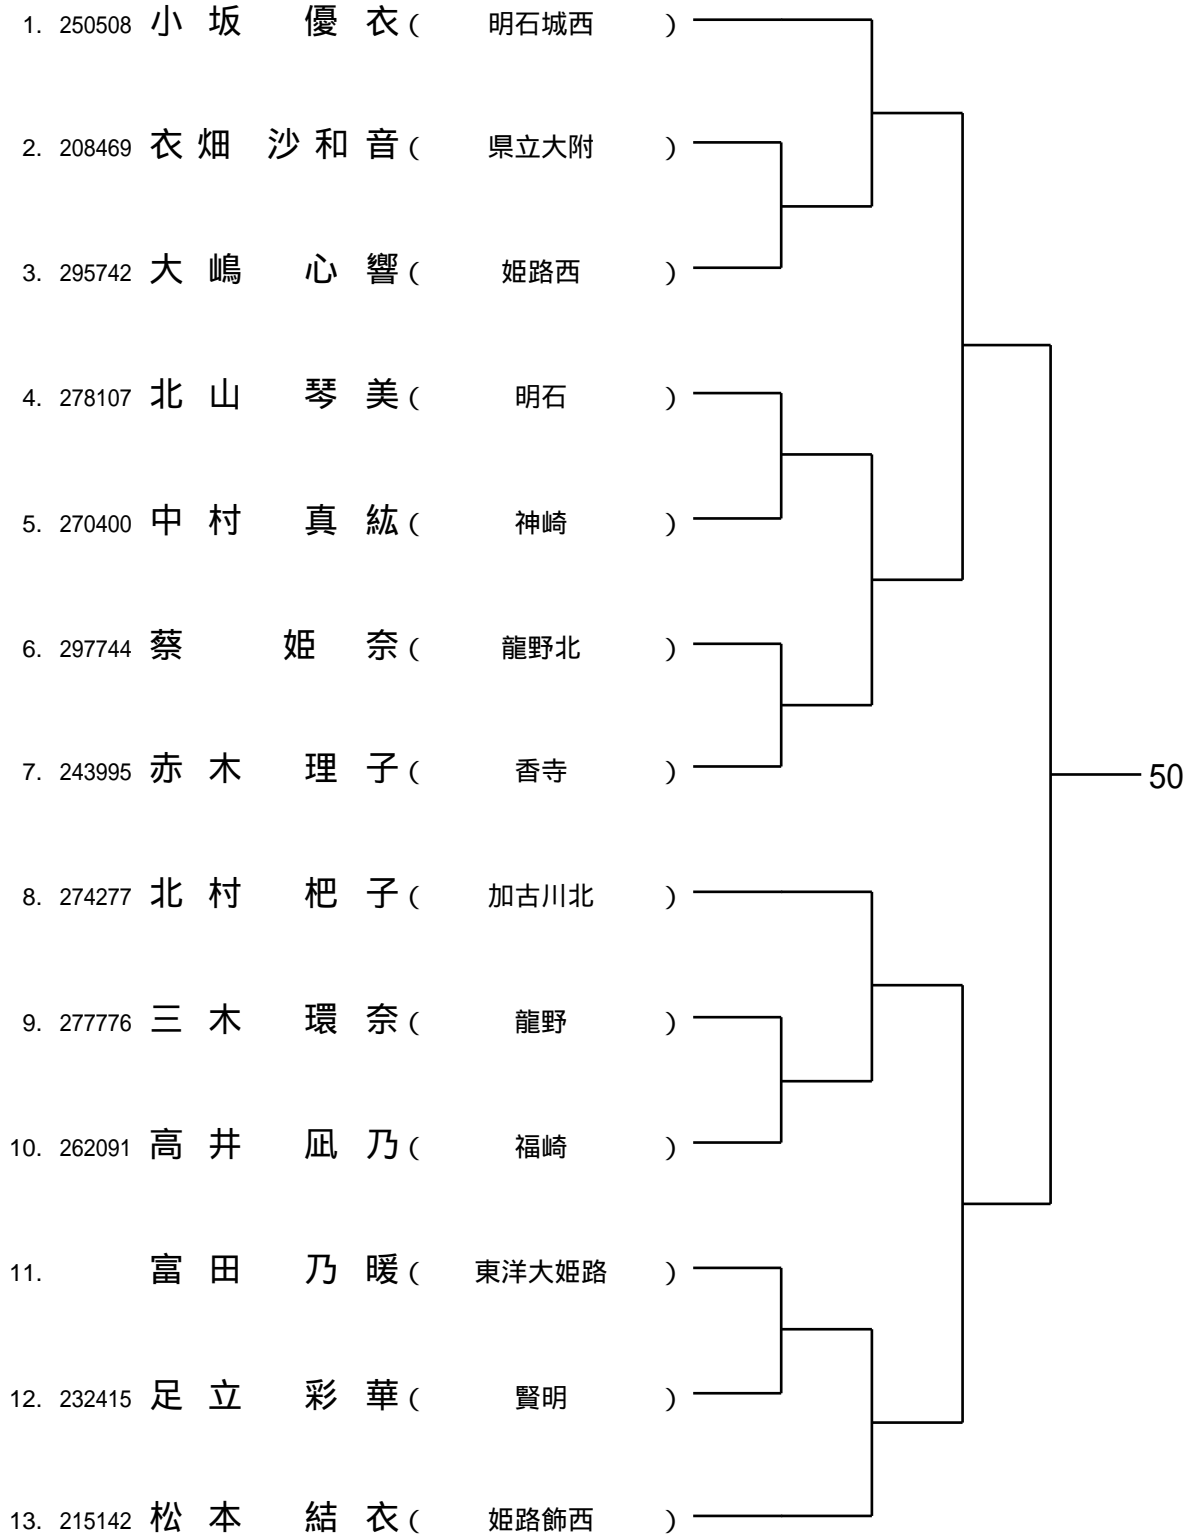 1. 250508 小坂 優衣 ( 明石城西 )
2. 208469 衣畑 沙和音 ( 県立大附 )
3. 295742 大嶋 心響 ( 姫路西 )
4. 278107 北山 琴美 ( 明石 )
5. 270400 中村 真紘 ( 神崎 )
6. 297744 蔡 姫奈 ( 龍野北 )
7. 243995 赤木 理子 ( 香寺 )
50
8. 274277 北村 杷子 ( 加古川北 )
9. 277776 三木 環奈 ( 龍野 )
10. 262091 高井 凪乃 ( 福崎 )
11. 富田 乃暖 ( 東洋大姫路 )
12. 232415 足立 彩華 ( 賢明 )
13. 215142 松本 結衣 ( 姫路飾西 )